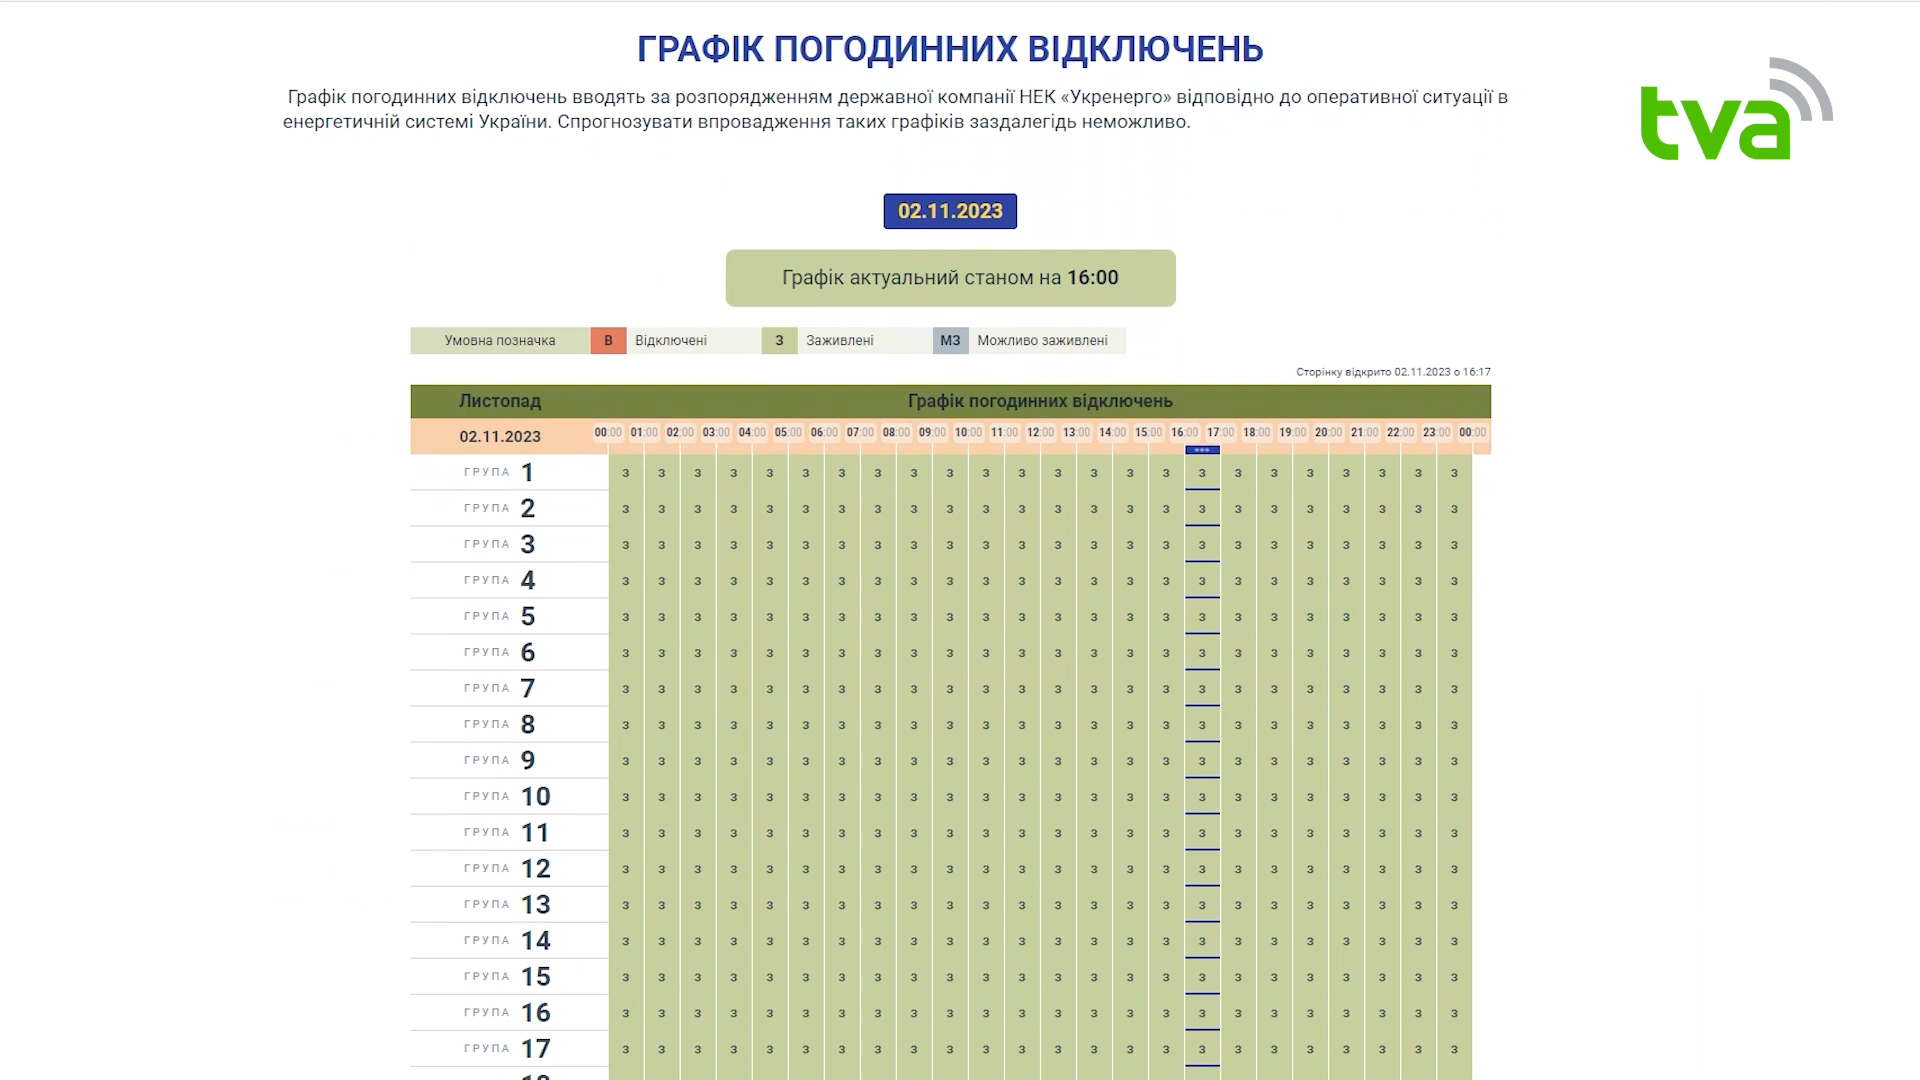 ГРАФІК ПОГОДИННИХ ВІДКЛЮЧЕНЬ
Графік погодинних відключень вводять за розпорядженням державної компанії НЕК «Укренерго» відповідно до оперативної ситуації в
енергетичній системі України. Спрогнозувати впровадження таких графіків заздалегідь неможливо.
tva
02.11.2023
Графік актуальний станом на 16:00
Умовна позначка В Відключені З Заживлені МЗ Можливо заживлені
Сторінку відкрито 02.11.2023 о 16:17
Листопад Графік погодинних відключень
02.11.2023 00:00 01:00 02:00 03:00 04:00 05:00 06:00 07:00 08:00 09:00 10:00 11:00 12:00 13:00 14:00 15:00 16:00 17:00 18:00 19:00 20:00 21:00 22:00 23:00 00:00
ГРУПА 1 З З З З З З З З З З З З З З З З З З З З З З З З
ГРУПА 2 З З З З З З З З З З З З З З З З З З З З З З З З
ГРУПА 3 З З З З З З З З З З З З З З З З З З З З З З З З
ГРУПА 4 З З З З З З З З З З З З З З З З З З З З З З З З
ГРУПА 5 З З З З З З З З З З З З З З З З З З З З З З З З
ГРУПА 6 З З З З З З З З З З З З З З З З З З З З З З З З
ГРУПА 7 З З З З З З З З З З З З З З З З З З З З З З З З
ГРУПА 8 З З З З З З З З З З З З З З З З З З З З З З З З
ГРУПА 9 З З З З З З З З З З З З З З З З З З З З З З З З
ГРУПА 10 З З З З З З З З З З З З З З З З З З З З З З З З
ГРУПА 11 З З З З З З З З З З З З З З З З З З З З З З З З
ГРУПА 12 З З З З З З З З З З З З З З З З З З З З З З З З
ГРУПА 13 З З З З З З З З З З З З З З З З З З З З З З З З
ГРУПА 14 З З З З З З З З З З З З З З З З З З З З З З З З
ГРУПА 15 З З З З З З З З З З З З З З З З З З З З З З З З
ГРУПА 16 З З З З З З З З З З З З З З З З З З З З З З З З
ГРУПА 17 З З З З З З З З З З З З З З З З З З З З З З З З